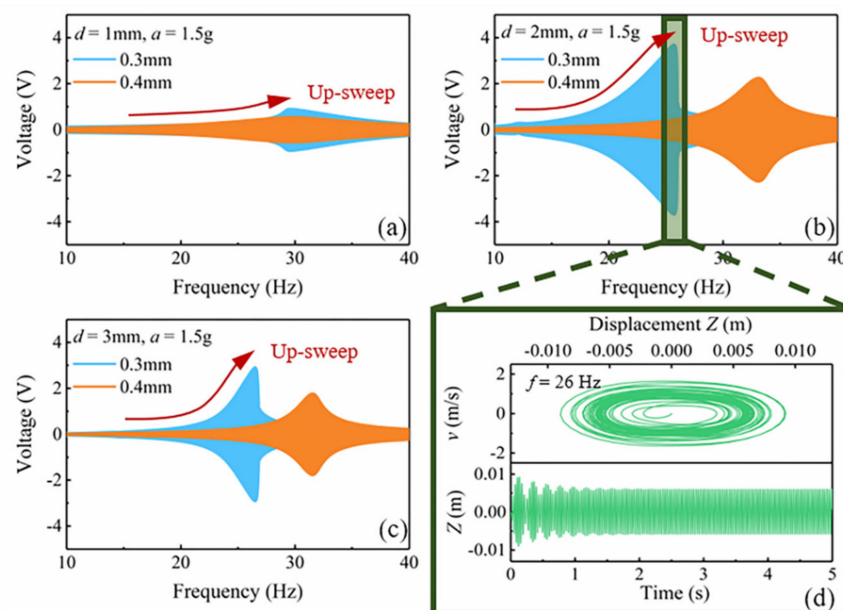 d = 1mm, a = 1.5g
0.3mm
0.4mm
Up-sweep
Voltage (V)
4
2
0
-2
-4
10 20 30 40
Frequency (Hz)
(a)
d = 2mm, a = 1.5g
0.3mm
0.4mm
Up-sweep
Voltage (V)
4
2
0
-2
-4
10 20 30 40
Frequency (Hz)
(b)
d = 3mm, a = 1.5g
0.3mm
0.4mm
Up-sweep
Voltage (V)
4
2
0
-2
-4
10 20 30 40
Frequency (Hz)
(c)
Displacement Z (m)
-0.010 -0.005 0.000 0.005 0.010
f = 26 Hz
v (m/s)
2
0
-2
Z (m)
0.01
0.00
-0.01
0 1 2 3 4 5
Time (s)
(d)